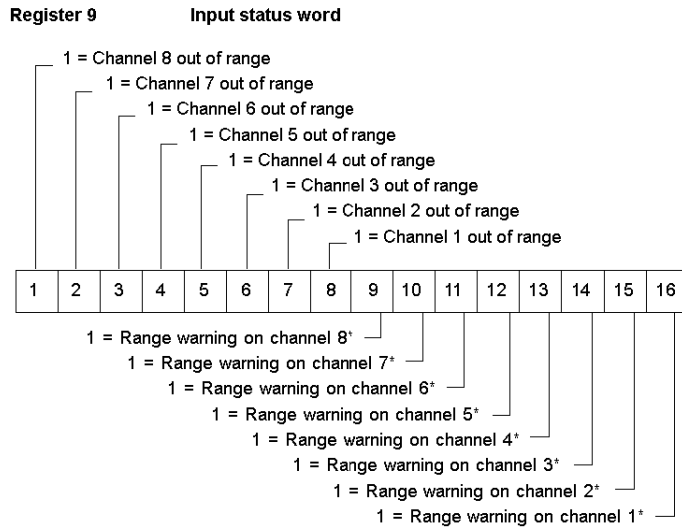 Register 9 Input status word
1 = Channel 8 out of range
1 = Channel 7 out of range
1 = Channel 6 out of range
1 = Channel 5 out of range
1 = Channel 4 out of range
1 = Channel 3 out of range
1 = Channel 2 out of range
1 = Channel 1 out of range
1 2 3 4 5 6 7 8 9 10 11 12 13 14 15 16
1 = Range warning on channel 8*
1 = Range warning on channel 7*
1 = Range warning on channel 6*
1 = Range warning on channel 5*
1 = Range warning on channel 4*
1 = Range warning on channel 3*
1 = Range warning on channel 2*
1 = Range warning on channel 1*